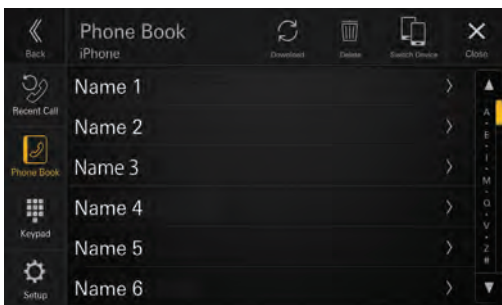 Back
Phone Book
iPhone
Download
Delete
Switch Device
Close
Recent Call
Phone Book
Keypad
Setup
Name 1
Name 2
Name 3
Name 4
Name 5
Name 6
A
E
I
M
Q
V
Z
#